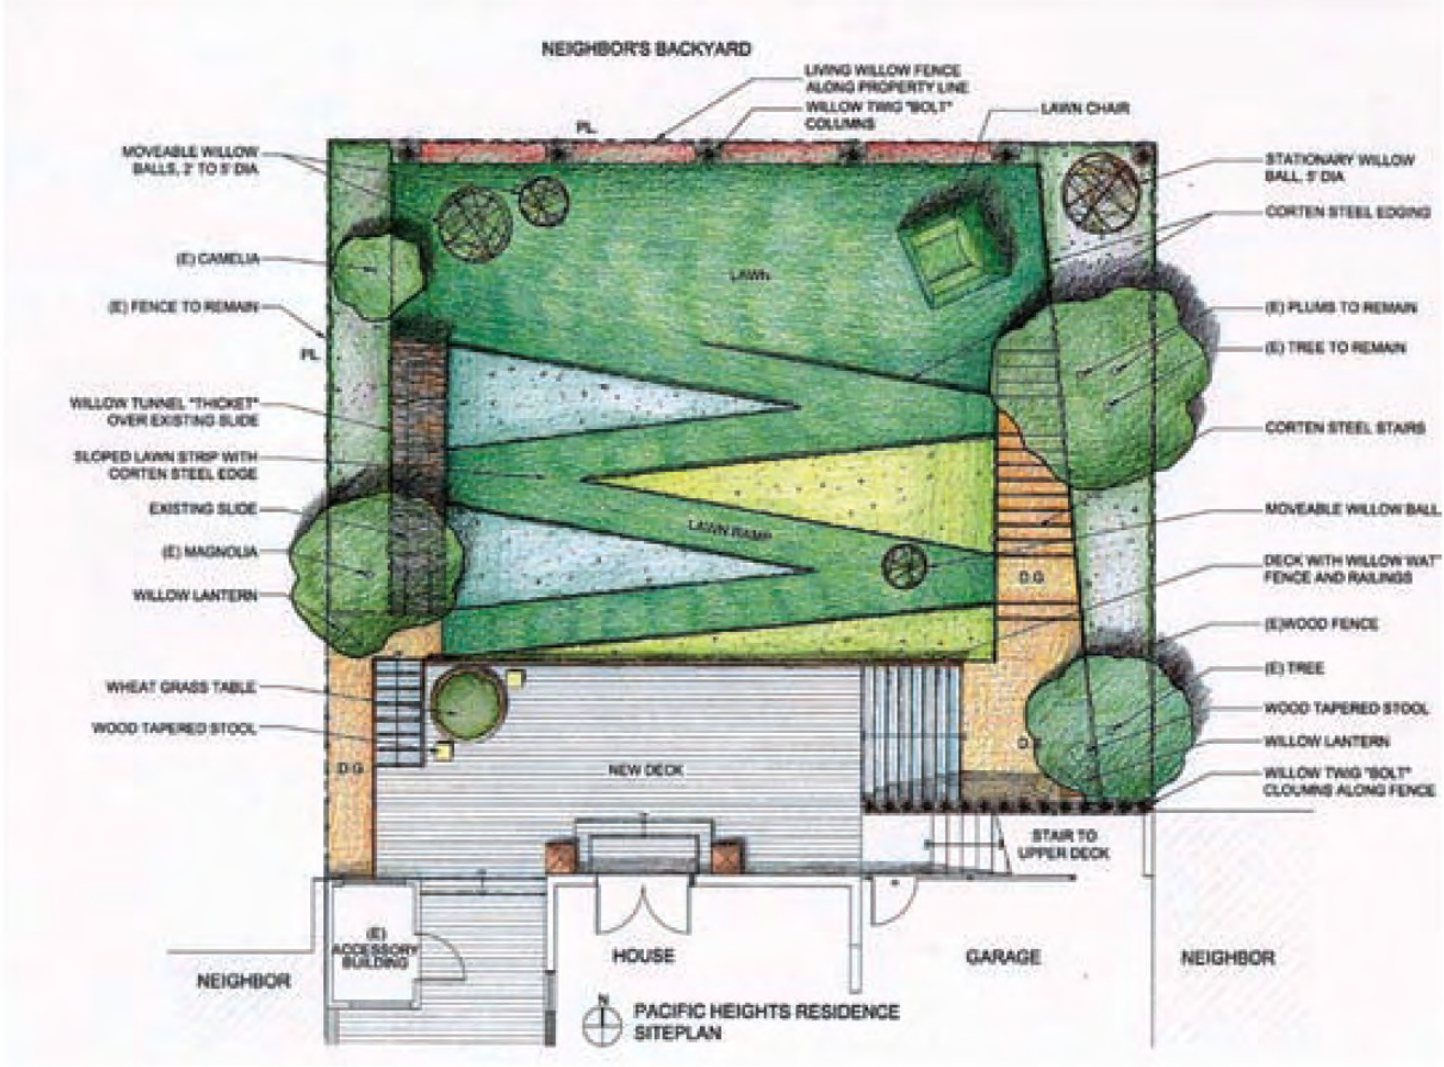 NEIGHBOR'S BACKYARD
LIVING WILLOW FENCE
ALONG PROPERTY LINE
WILLOW TWIG "BOLT"
COLUMNS
LAWN CHAIR
PL
MOVEABLE WILLOW
BALLS, 2' TO 5' DIA
(E) CAMELIA
(E) FENCE TO REMAIN
PL
WILLOW TUNNEL "THICKET"
OVER EXISTING SLIDE
SLOPED LAWN STRIP WITH
CORTEN STEEL EDGE
EXISTING SLIDE
(E) MAGNOLIA
WILLOW LANTERN
WHEAT GRASS TABLE
WOOD TAPERED STOOL
STATIONARY WILLOW
BALL, 5' DIA
CORTEN STEEL EDGING
(E) PLUMS TO REMAIN
(E) TREE TO REMAIN
CORTEN STEEL STAIRS
MOVEABLE WILLOW BALL
DECK WITH WILLOW WAT
FENCE AND RAILINGS
(E)WOOD FENCE
(E) TREE
WOOD TAPERED STOOL
WILLOW LANTERN
WILLOW TWIG "BOLT"
CLOUMNS ALONG FENCE
LAWN
LAWN RAMP
D.G
D.
D.G
NEW DECK
STAIR TO
UPPER DECK
(E)
ACCESSORY
BUILDING
NEIGHBOR
HOUSE
GARAGE
NEIGHBOR
N
PACIFIC HEIGHTS RESIDENCE
SITEPLAN